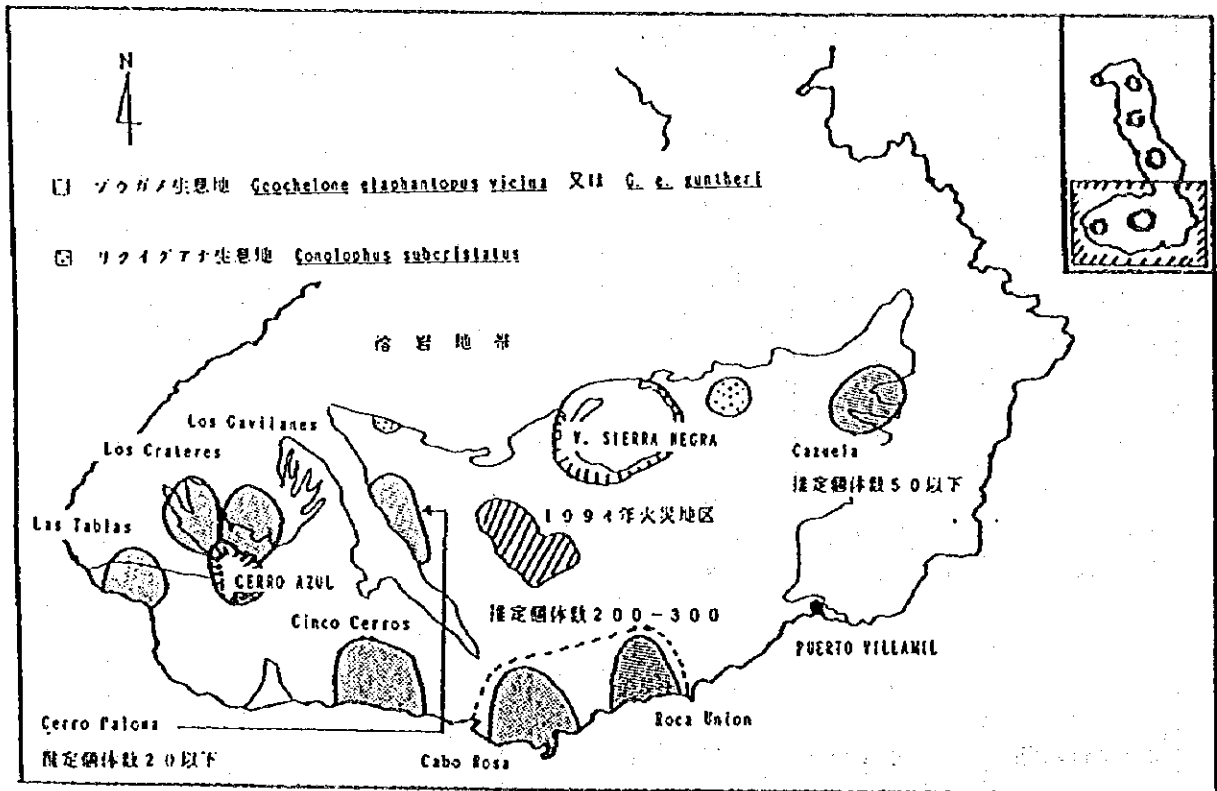 N
ゾウガメ生息地 Geochelone elephantopus vicina 又は G. e. guntheri
リクイグアナ生息地 Conolophus subcristatus
溶岩地帯
Los Gavilanes
Los Crateres
V. SIERRA NEGRA
Cazuela
推定個体数50以下
1994年火災地区
Las Tablas
CERRO AZUL
推定個体数200-300
Cinco Cerros
PUERTO VILLAMIL
Roca Union
Cerro Paloma
推定個体数20以下
Cabo Rosa